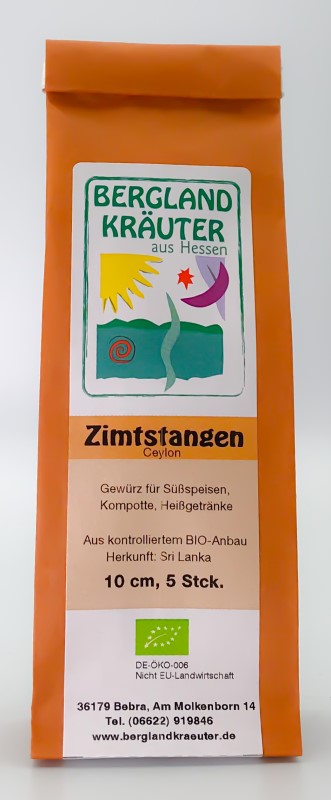 BERGLAND
KRÄUTER
aus Hessen
Zimtstangen
Ceylon
Gewürz für Süßspeisen,
Kompotte, Heißgetränke
Aus kontrolliertem BIO-Anbau
Herkunft: Sri Lanka
10 cm, 5 Stck.
DE-ÖKO-006
Nicht EU-Landwirtschaft
36179 Bebra, Am Molkenborn 14
Tel. (06622) 919846
www.berglandkraeuter.de